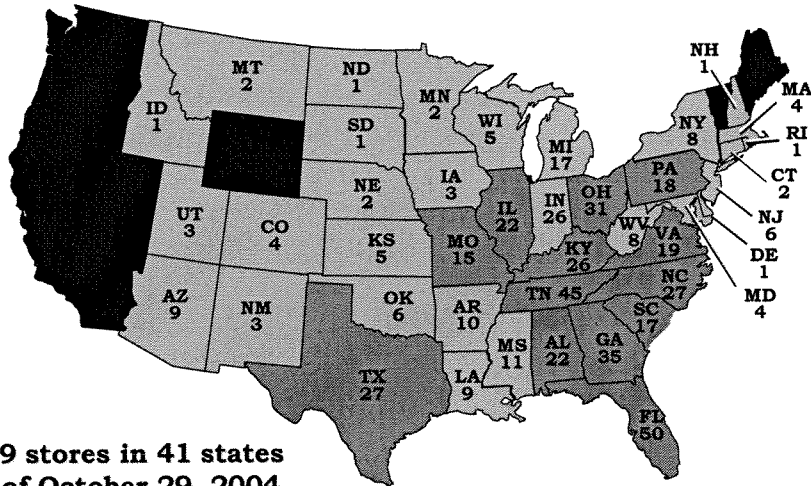 NH
1
MT
2
ND
1
MN
2
ID
1
SD
1
WI
5
MI
17
NY
8
MA
4
RI
1
CT
2
NJ
6
DE
1
MD
4
PA
18
IA
3
NE
2
UT
3
CO
4
IL
22
IN
26
OH
31
WV
8
VA
19
KS
5
MO
15
KY
26
NC
27
TN 45
AZ
9
NM
3
OK
6
AR
10
SC
17
MS
11
AL
22
GA
35
TX
27
LA
9
FL
50
9 stores in 41 states
of October 29, 2004